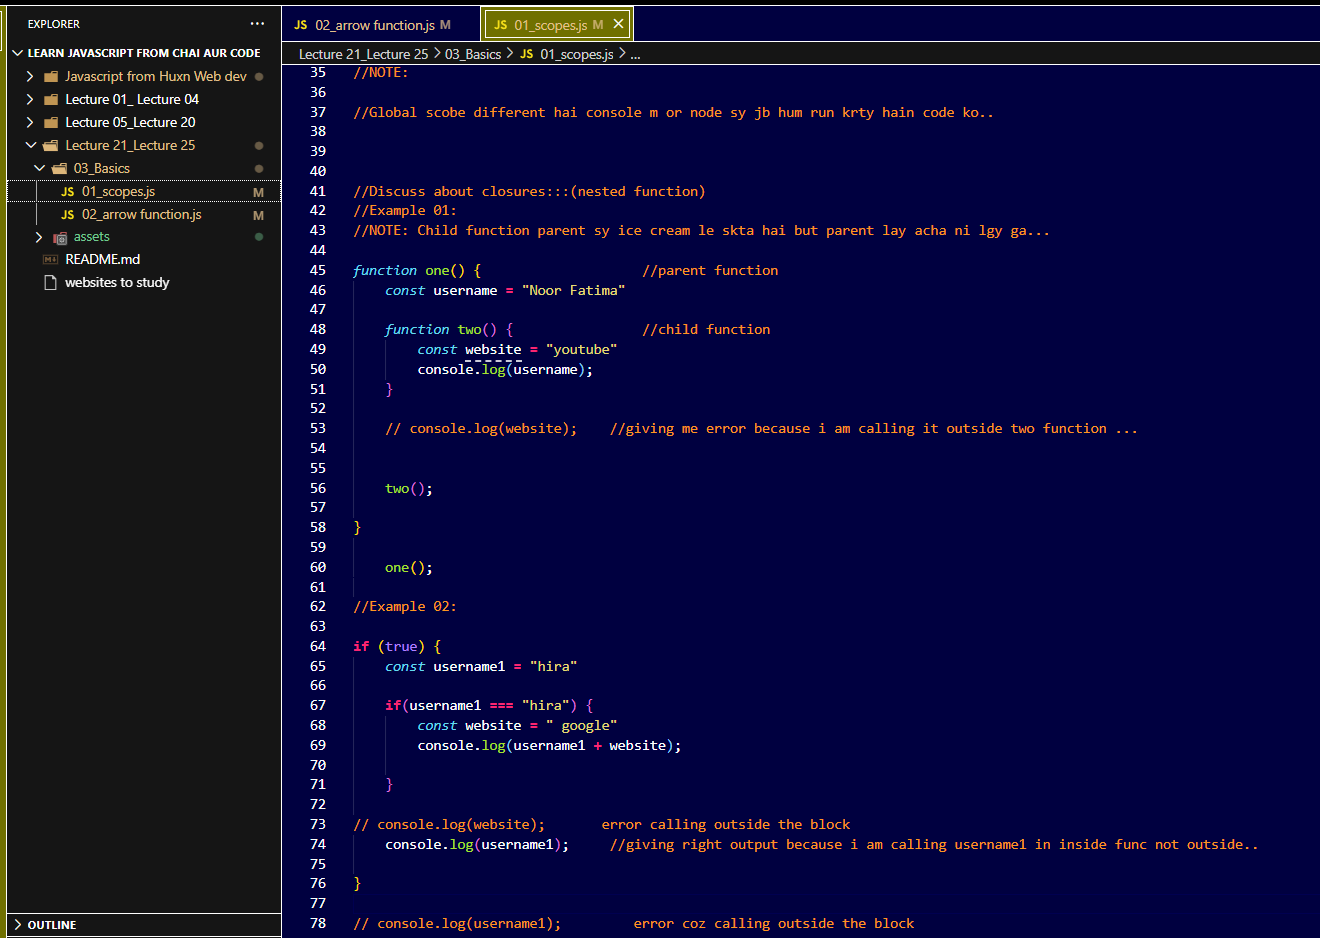 EXPLORER
LEARN JAVASCRIPT FROM CHAI AUR CODE
Javascript from Huxn Web dev
Lecture 01_ Lecture 04
Lecture 05_Lecture 20
Lecture 21_Lecture 25
03_Basics
JS 01_scopes.js M
JS 02_arrow function.js M
assets
README.md
websites to study
OUTLINE
JS 02_arrow function.js M
JS 01_scopes.js M
Lecture 21_Lecture 25 > 03_Basics > JS 01_scopes.js > ...
35 //NOTE:
36
37 //Global scobe different hai console m or node sy jb hum run krty hain code ko..
38
39
40
41 //Discuss about closures:::(nested function)
42 //Example 01:
43 //NOTE: Child function parent sy ice cream le skta hai but parent lay acha ni lgy ga...
44
45 function one() { //parent function
46 const username = "Noor Fatima"
47
48 function two() { //child function
49 const website = "youtube"
50 console.log(username);
51 }
52
53 // console.log(website); //giving me error because i am calling it outside two function ...
54
55
56 two();
57
58 }
59
60 one();
61
62 //Example 02:
63
64 if (true) {
65 const username1 = "hira"
66
67 if(username1 === "hira") {
68 const website = " google"
69 console.log(username1 + website);
70
71 }
72
73 // console.log(website); error calling outside the block
74 console.log(username1); //giving right output because i am calling username1 in inside func not outside..
75
76 }
77
78 // console.log(username1); error coz calling outside the block